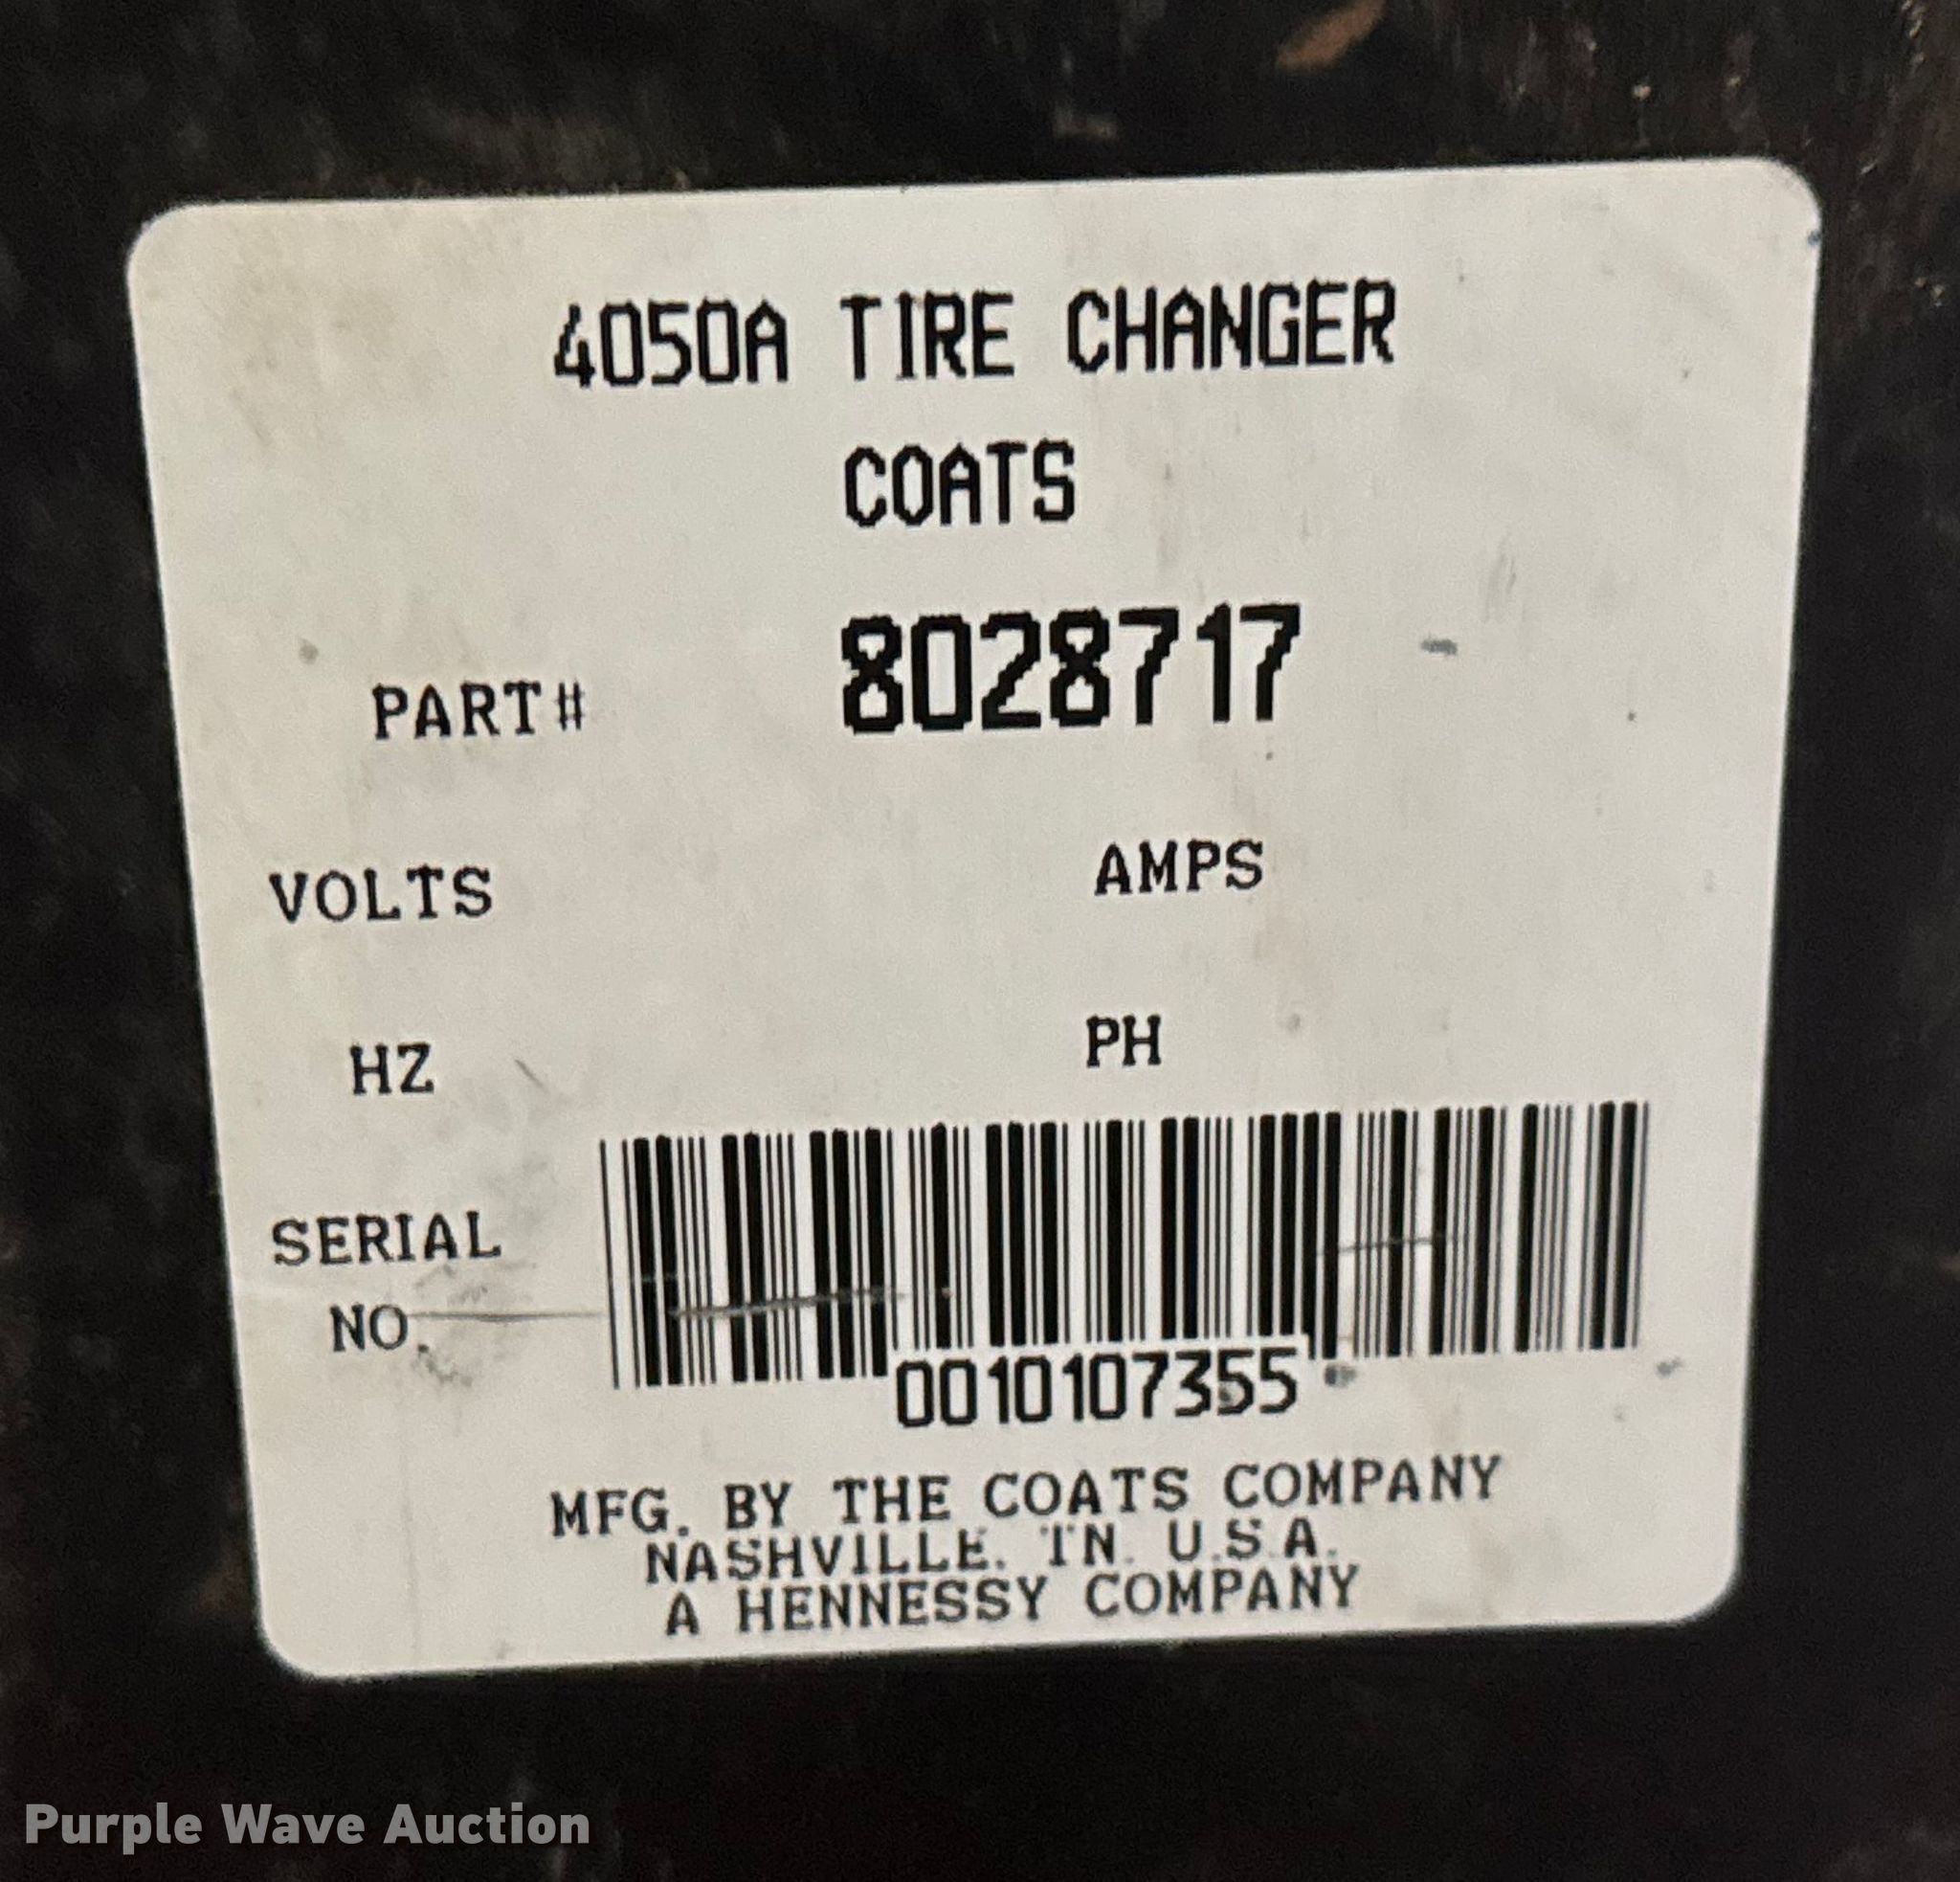 4050A TIRE CHANGER
COATS
PART# 8028717
VOLTS AMPS
HZ PH
SERIAL
NO.
0010107355
MFG. BY THE COATS COMPANY
NASHVILLE. TN. U.S.A.
A HENNESSY COMPANY
Purple Wave Auction